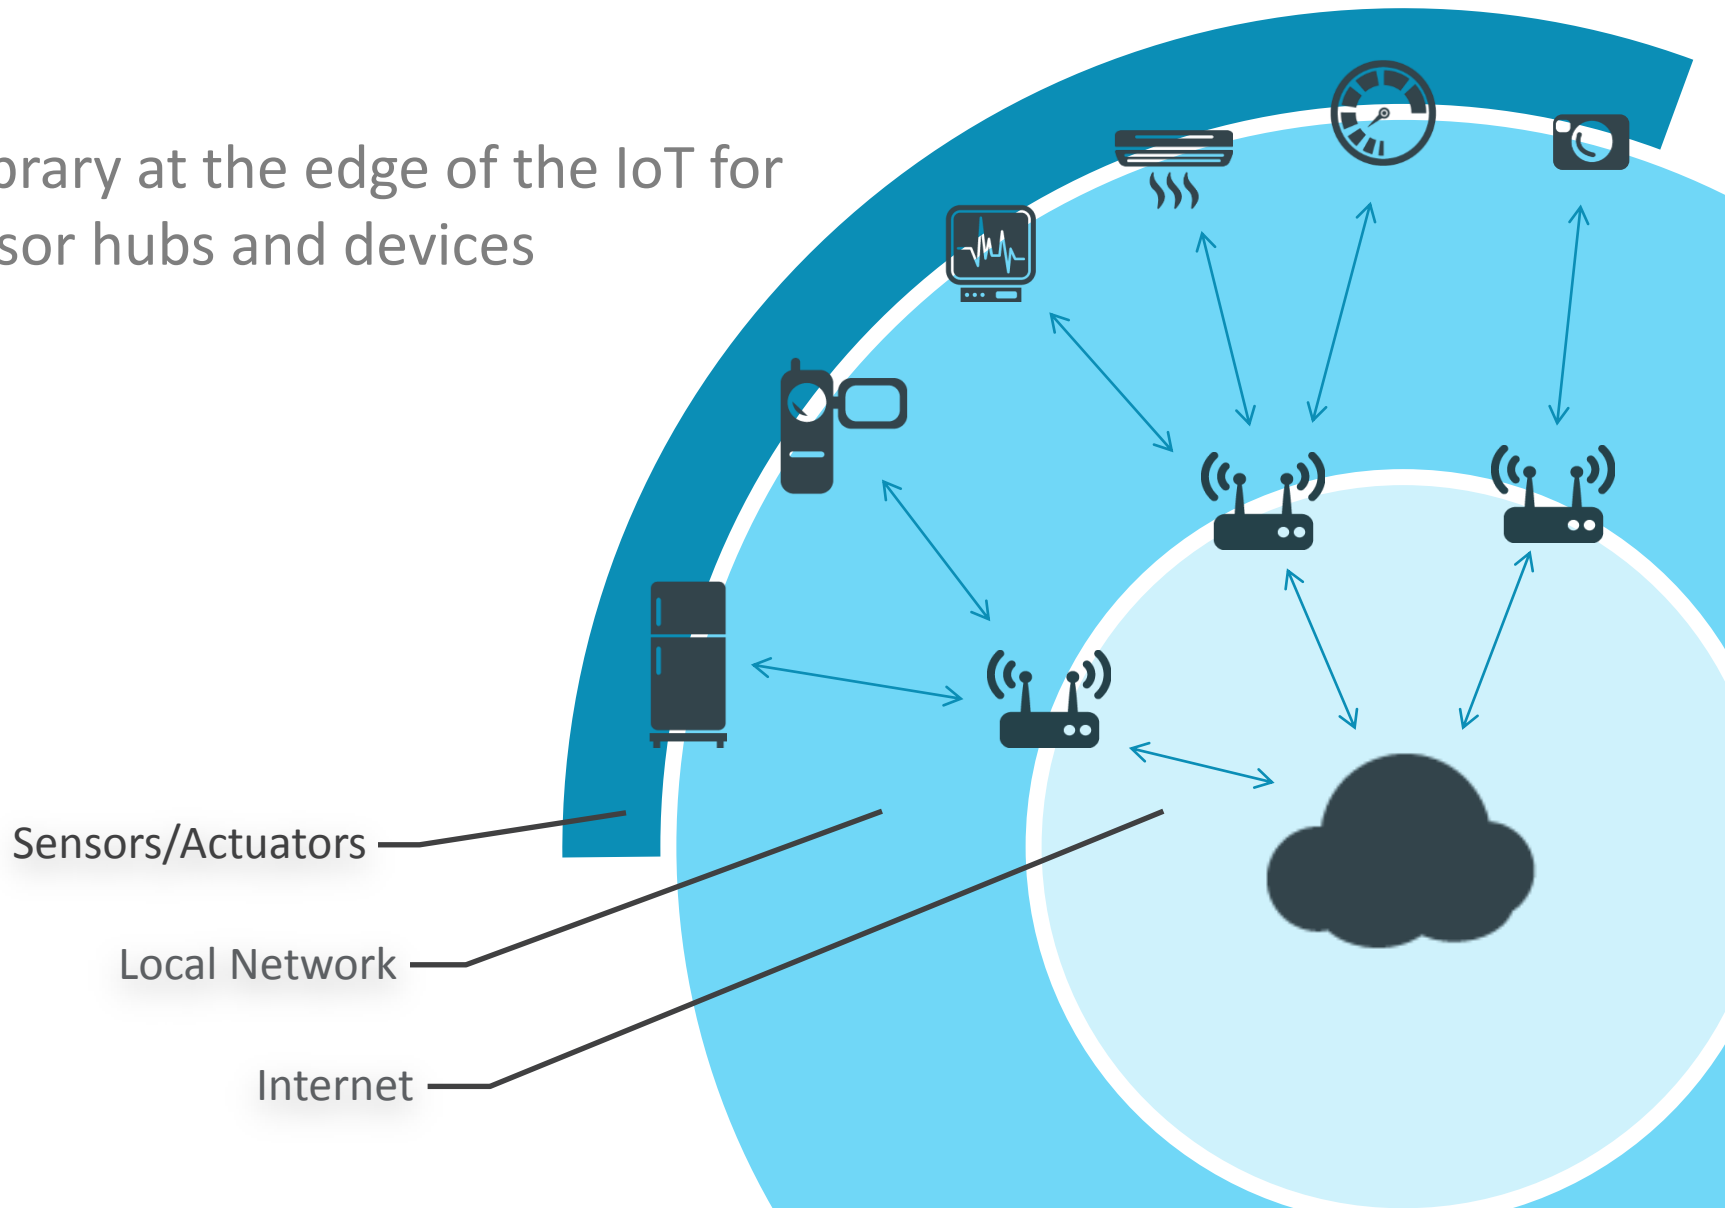 brary at the edge of the IoT for
sor hubs and devices
Sensors/Actuators
Local Network
Internet